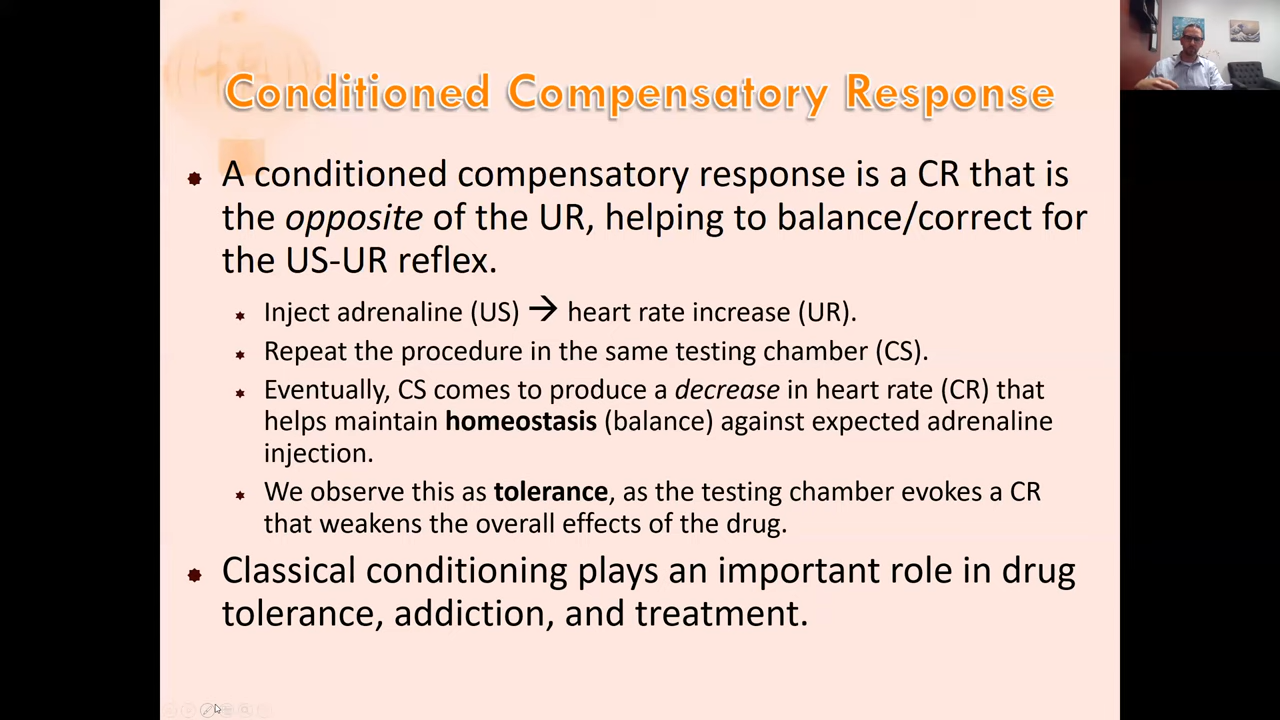 Conditioned Compensatory Response
A conditioned compensatory response is a CR that is
the opposite of the UR, helping to balance/correct for
the US-UR reflex.
Inject adrenaline (US) → heart rate increase (UR).
Repeat the procedure in the same testing chamber (CS).
Eventually, CS comes to produce a decrease in heart rate (CR) that
helps maintain homeostasis (balance) against expected adrenaline
injection.
We observe this as tolerance, as the testing chamber evokes a CR
that weakens the overall effects of the drug.
Classical conditioning plays an important role in drug
tolerance, addiction, and treatment.